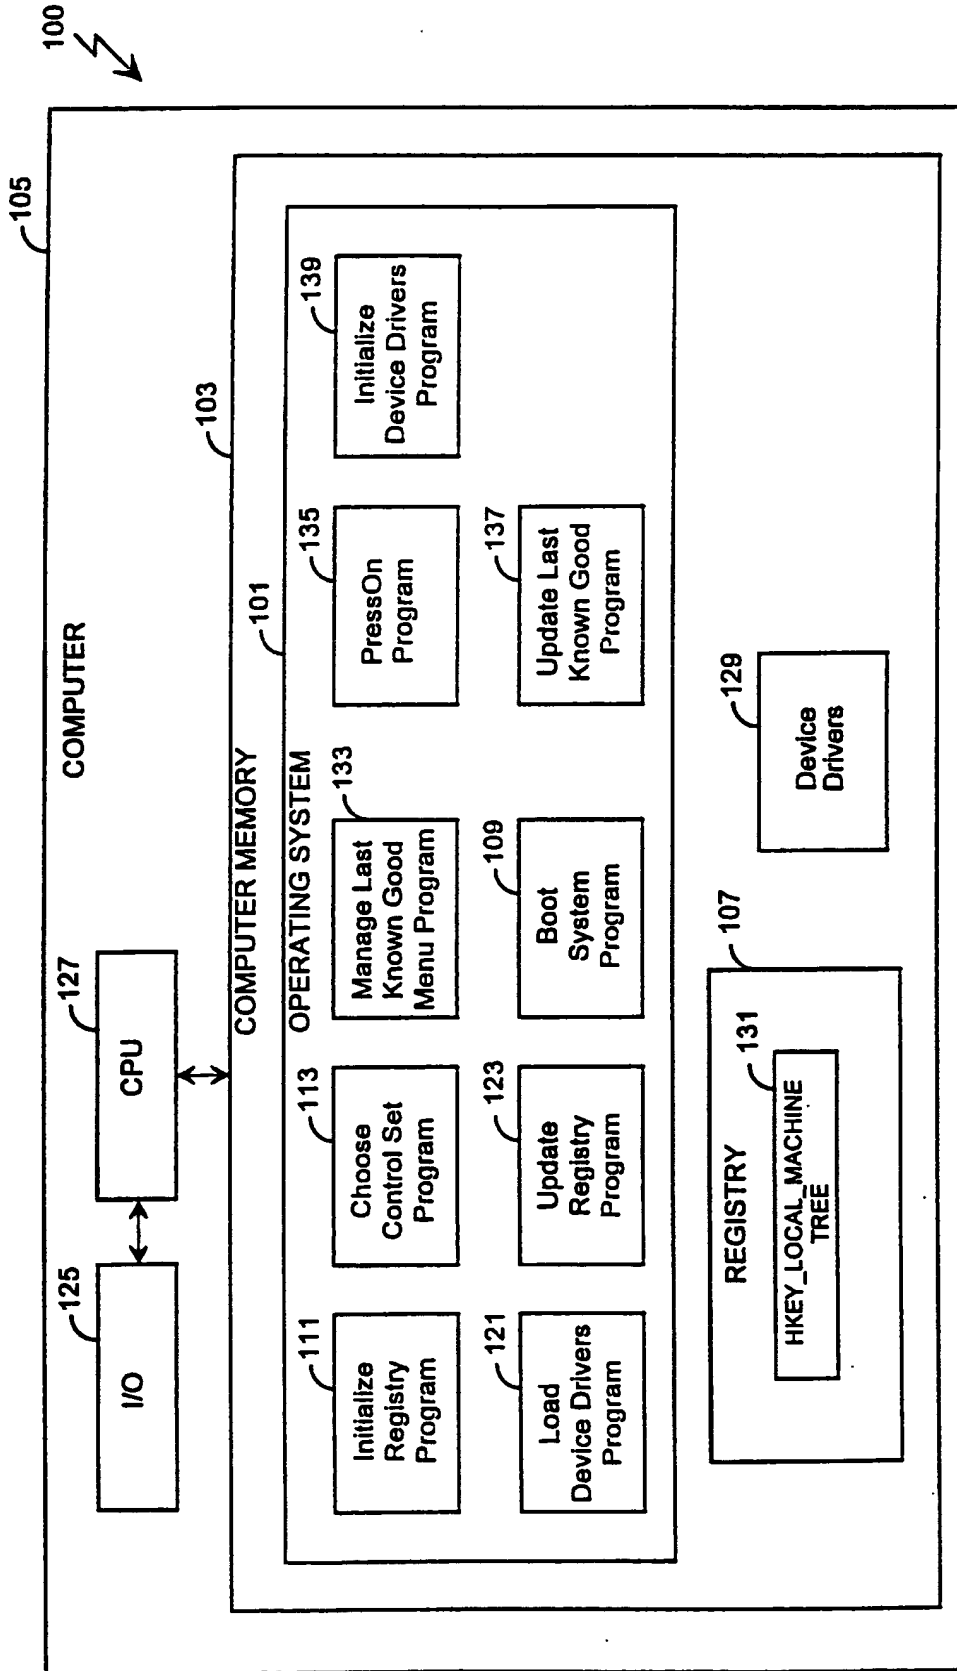 100
105
COMPUTER
125
I/O
127
CPU
103
COMPUTER MEMORY
101
OPERATING SYSTEM
111
Initialize
Registry
Program
113
Choose
Control Set
Program
133
Manage Last
Known Good
Menu Program
135
PressOn
Program
139
Initialize
Device Drivers
Program
121
Load
Device Drivers
Program
123
Update
Registry
Program
109
Boot
System
Program
137
Update Last
Known Good
Program
107
REGISTRY
131
HKEY_LOCAL_MACHINE
TREE
129
Device
Drivers